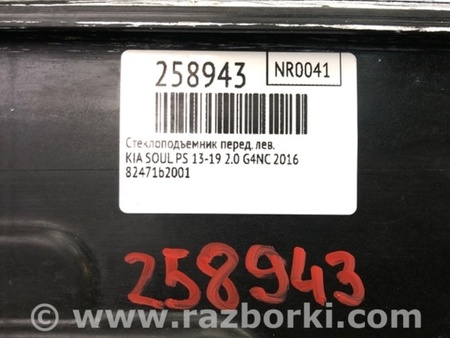 258943
NR0041
Стеклоподъемник перед. лев.
KIA SOUL PS 13-19 2.0 G4NC 2016
82471b2001
258943
© www.razborki.com